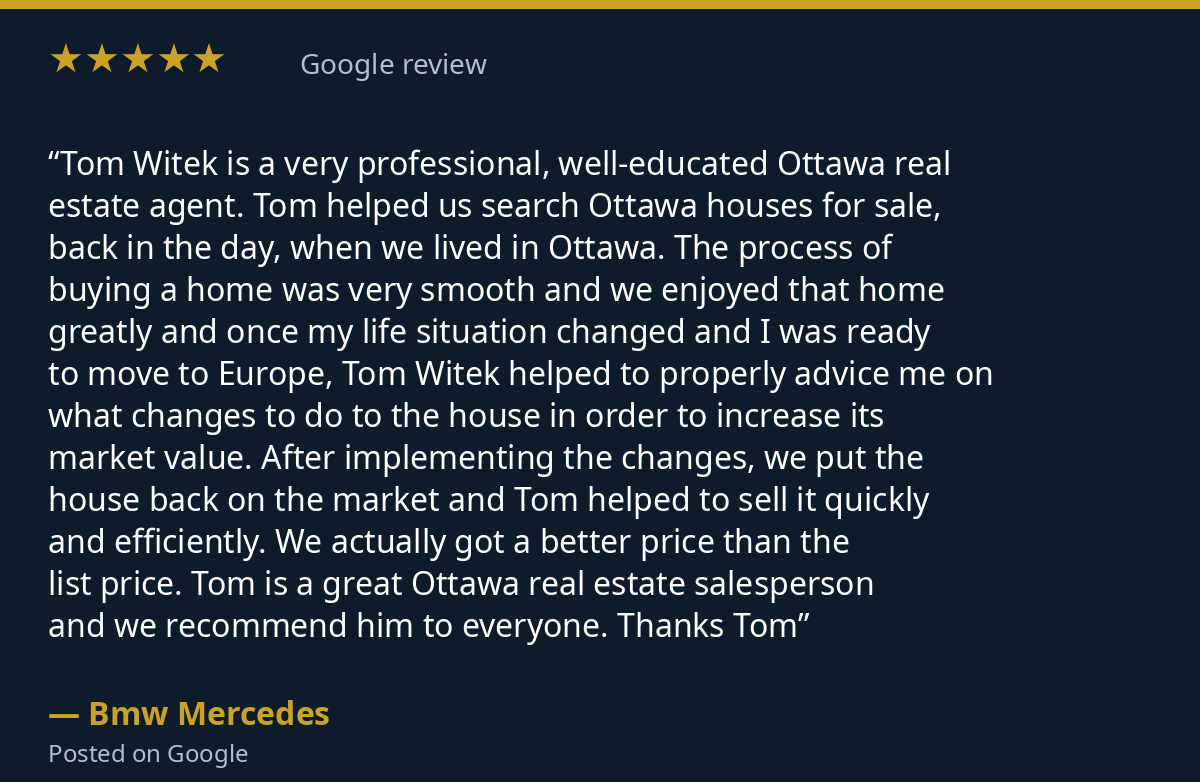 ★★★★★ Google review
“Tom Witek is a very professional, well-educated Ottawa real
estate agent. Tom helped us search Ottawa houses for sale,
back in the day, when we lived in Ottawa. The process of
buying a home was very smooth and we enjoyed that home
greatly and once my life situation changed and I was ready
to move to Europe, Tom Witek helped to properly advice me on
what changes to do to the house in order to increase its
market value. After implementing the changes, we put the
house back on the market and Tom helped to sell it quickly
and efficiently. We actually got a better price than the
list price. Tom is a great Ottawa real estate salesperson
and we recommend him to everyone. Thanks Tom”
— Bmw Mercedes
Posted on Google